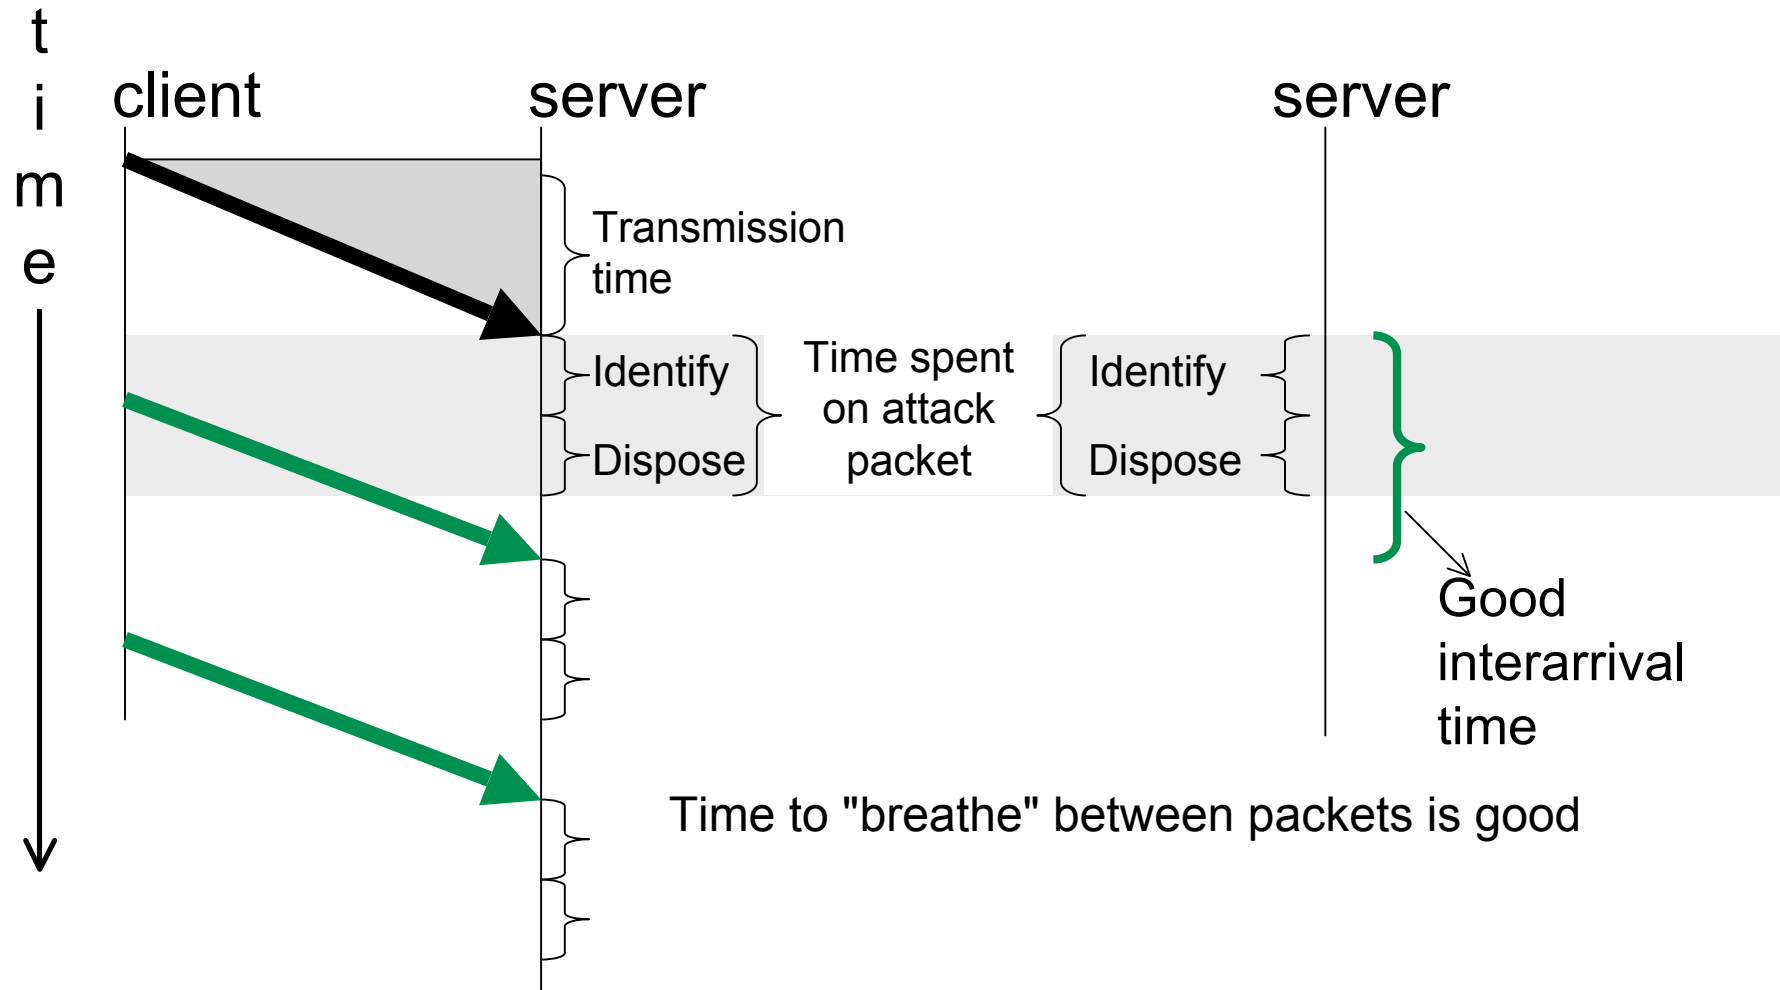 t
i
m
e
client
server
server
Transmission
time
Identify
Dispose
Time spent
on attack
packet
Identify
Dispose
Good
interarrival
time
Time to "breathe" between packets is good